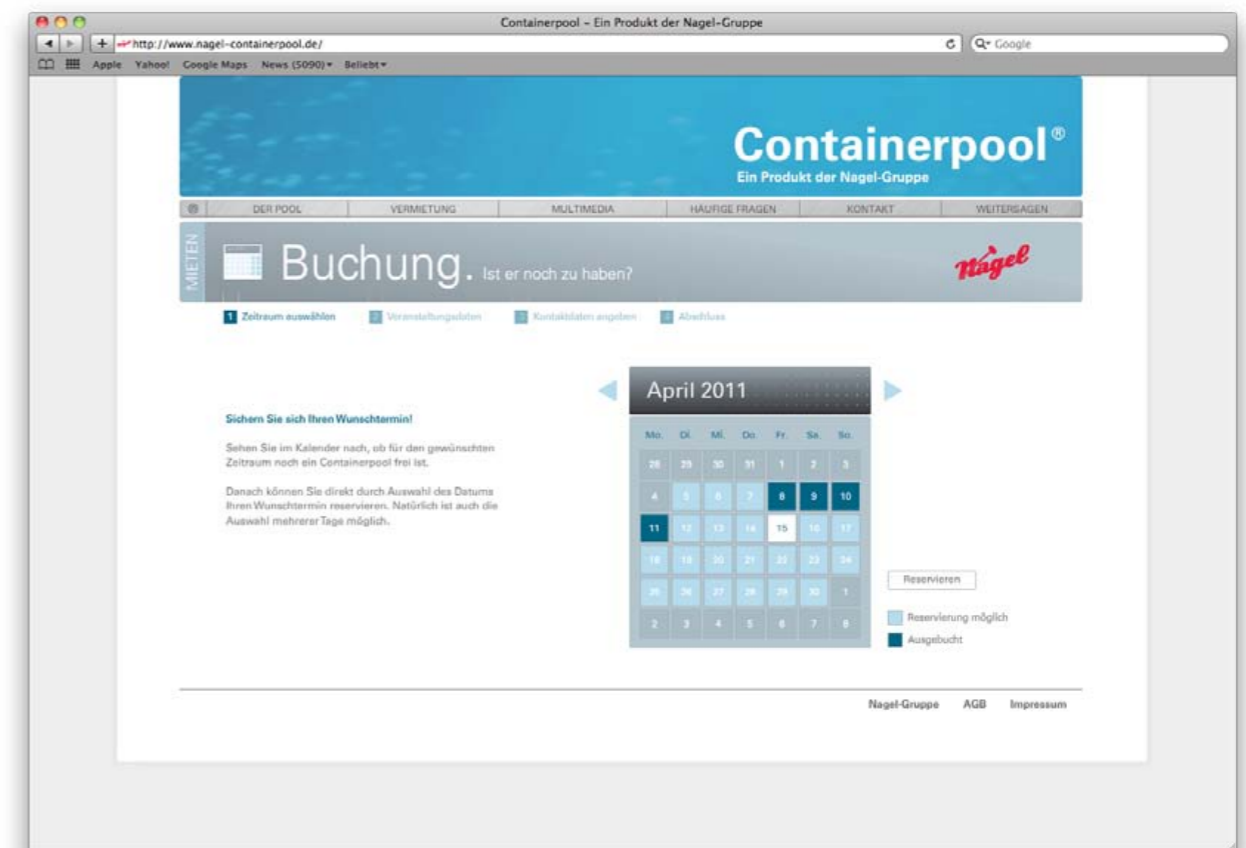 Containerpool – Ein Produkt der Nagel-Gruppe
http://www.nagel-containerpool.de/
Google
Apple Yahoo! Google Maps News (5090) Beliebt
Containerpool®
Ein Produkt der Nagel-Gruppe
DER POOL VERMIETUNG MULTIMEDIA HÄUFIGE FRAGEN KONTAKT WEITERSAGEN
MIETEN
Buchung. Ist er noch zu haben?
Nagel
1 Zeitraum auswählen 2 Veranstaltungsdaten 3 Kontaktdaten angeben 4 Abschluss
Sichern Sie sich Ihren Wunschtermin!
Sehen Sie im Kalender nach, ob für den gewünschten
Zeitraum noch ein Containerpool frei ist.
Danach können Sie direkt durch Auswahl des Datums
Ihren Wunschtermin reservieren. Natürlich ist auch die
Auswahl mehrerer Tage möglich.
April 2011
Mo. Di. Mi. Do. Fr. Sa. So.
28 29 30 31 1 2 3
4 5 6 7 8 9 10
11 12 13 14 15 16 17
18 19 20 21 22 23 24
25 26 27 28 29 30 1
2 3 4 5 6 7 8
Reservieren
Reservierung möglich
Ausgebucht
Nagel-Gruppe AGB Impressum